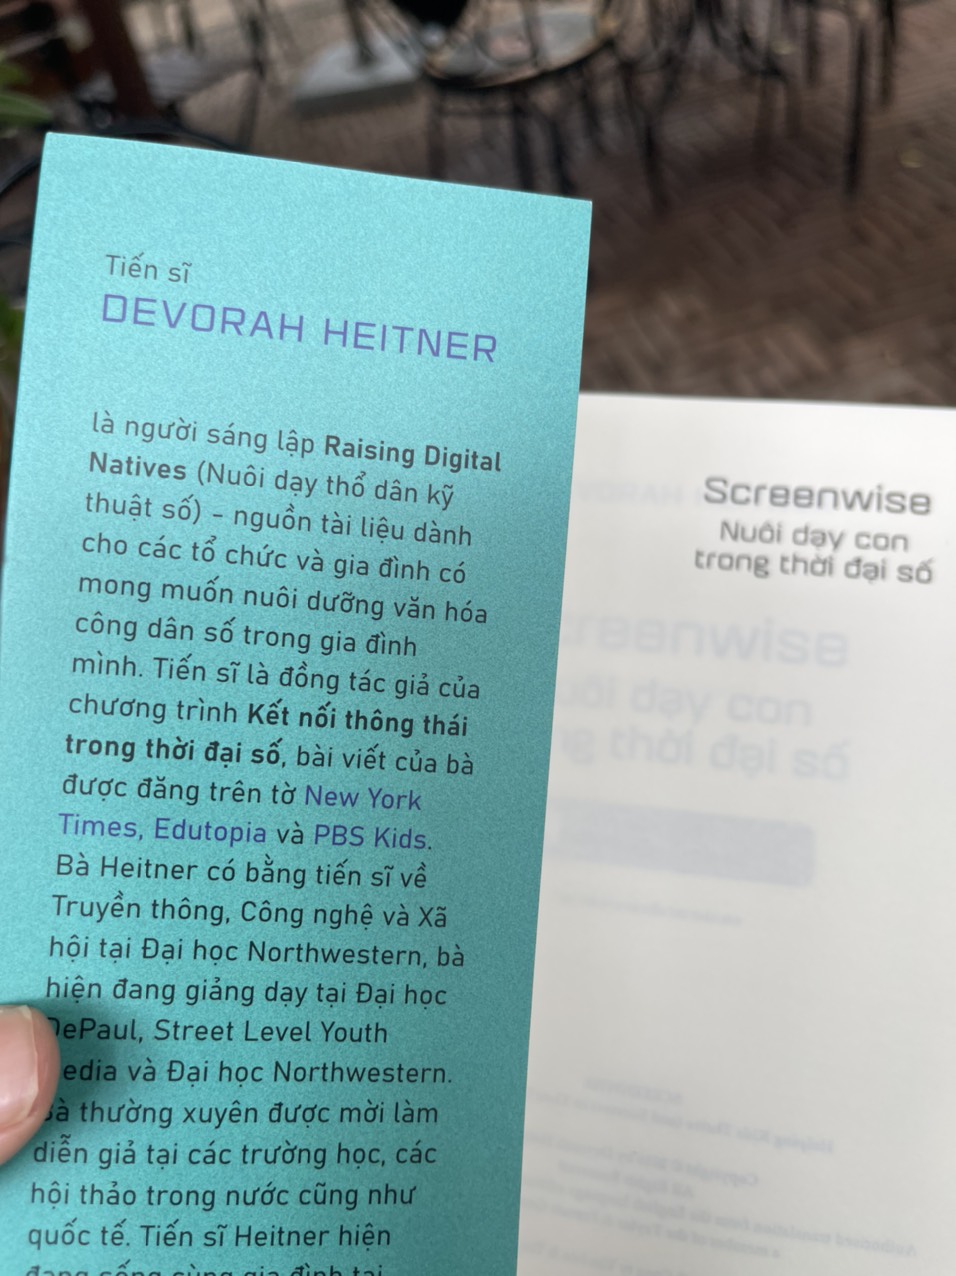 Tiến sĩ
DEVORAH HEITNER
là người sáng lập Raising Digital
Natives (Nuôi dạy thổ dân kỹ
thuật số) – nguồn tài liệu dành
cho các tổ chức và gia đình có
mong muốn nuôi dưỡng văn hóa
công dân số trong gia đình
mình. Tiến sĩ là đồng tác giả của
chương trình Kết nối thông thái
trong thời đại số, bài viết của bà
được đăng trên tờ New York
Times, Edutopia và PBS Kids.
Bà Heitner có bằng tiến sĩ về
Truyền thông, Công nghệ và Xã
hội tại Đại học Northwestern, bà
hiện đang giảng dạy tại Đại học
DePaul, Street Level Youth
edia và Đại học Northwestern.
Bà thường xuyên được mời làm
diễn giả tại các trường học, các
hội thảo trong nước cũng như
quốc tế. Tiến sĩ Heitner hiện
đang sống cùng gia đình tại
Screenwise
Nuôi dạy con
trong thời đại số